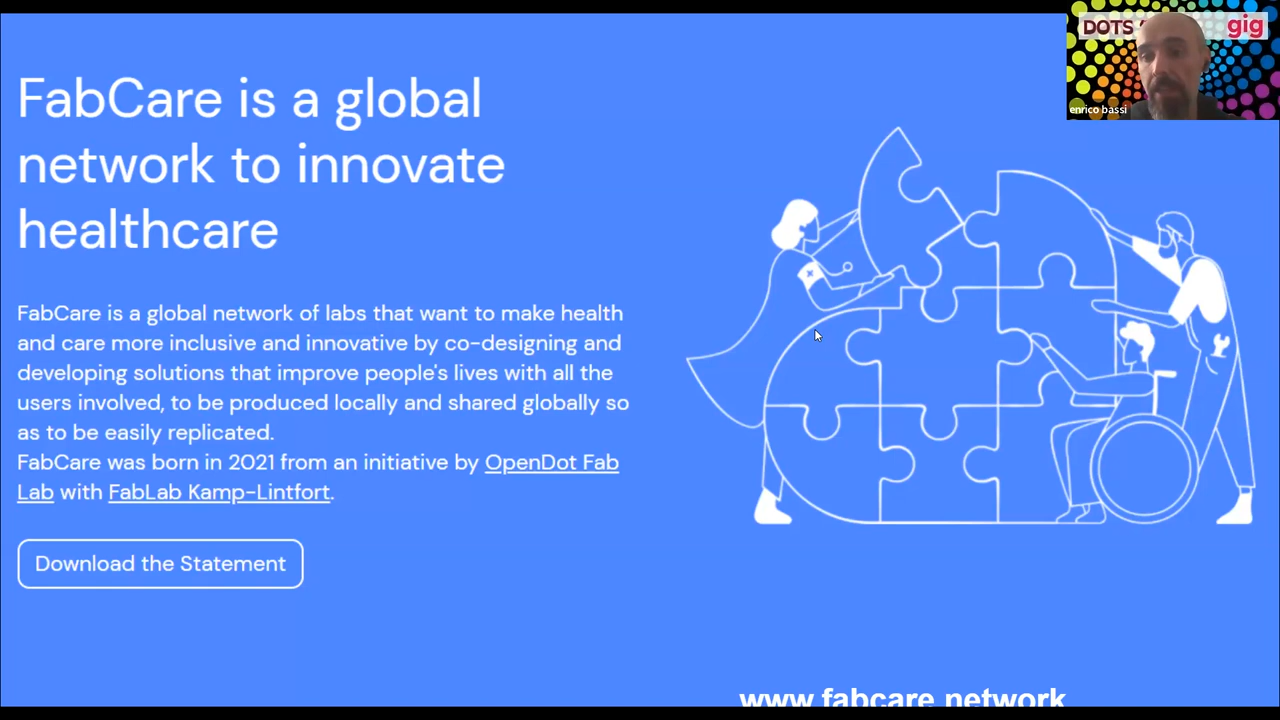 FabCare is a global
network to innovate
healthcare
FabCare is a global network of labs that want to make health
and care more inclusive and innovative by co-designing and
developing solutions that improve people's lives with all the
users involved, to be produced locally and shared globally so
as to be easily replicated.
FabCare was born in 2021 from an initiative by OpenDot Fab
Lab with FabLab Kamp-Lintfort.
Download the Statement
www.fabcare.network
DOTS
gig
enrico bassi